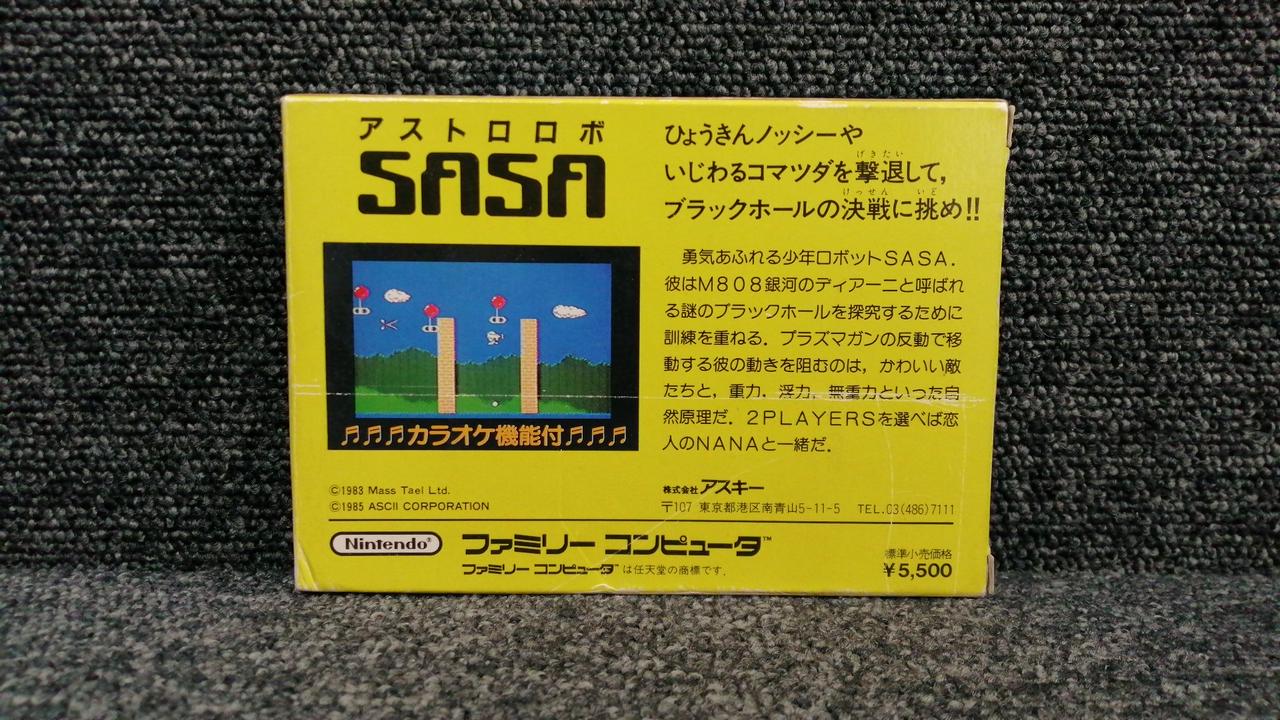 アストロロボ
SASA
ひょうきんノッシーや
げきたい
いじわるコマツダを撃退して,
けっせん いど
ブラックホールの決戦に挑め!!
勇気あふれる少年ロボットSASA.
彼はM808銀河のディアーニと呼ばれ
る謎のブラックホールを探究するために
訓練を重ねる. プラズマガンの反動で移
動する彼の動きを阻むのは, かわいい敵
たちと, 重力, 浮力, 無重力といった自
然原理だ. 2PLAYERSを選べば恋
人のNANAと一緒だ.
♫♫♫カラオケ機能付♫♫♫
©1983 Mass Tael Ltd.
©1985 ASCII CORPORATION
株式会社アスキー
〒107 東京都港区南青山5-11-5 TEL.03(486)7111
Nintendo® ファミリーコンピュータ™
ファミリーコンピュータ™は任天堂の商標です.
標準小売価格
¥5,500